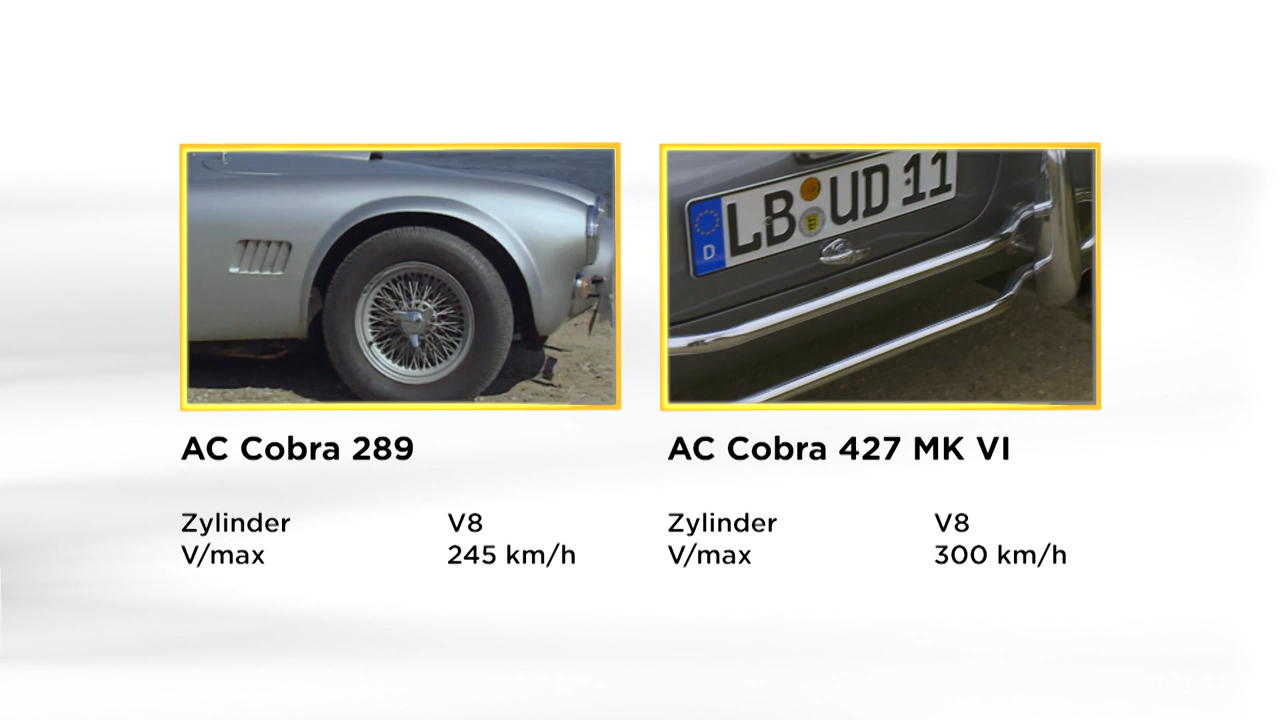 D
LB UD 11
AC Cobra 289
Zylinder V8
V/max 245 km/h
AC Cobra 427 MK VI
Zylinder V8
V/max 300 km/h